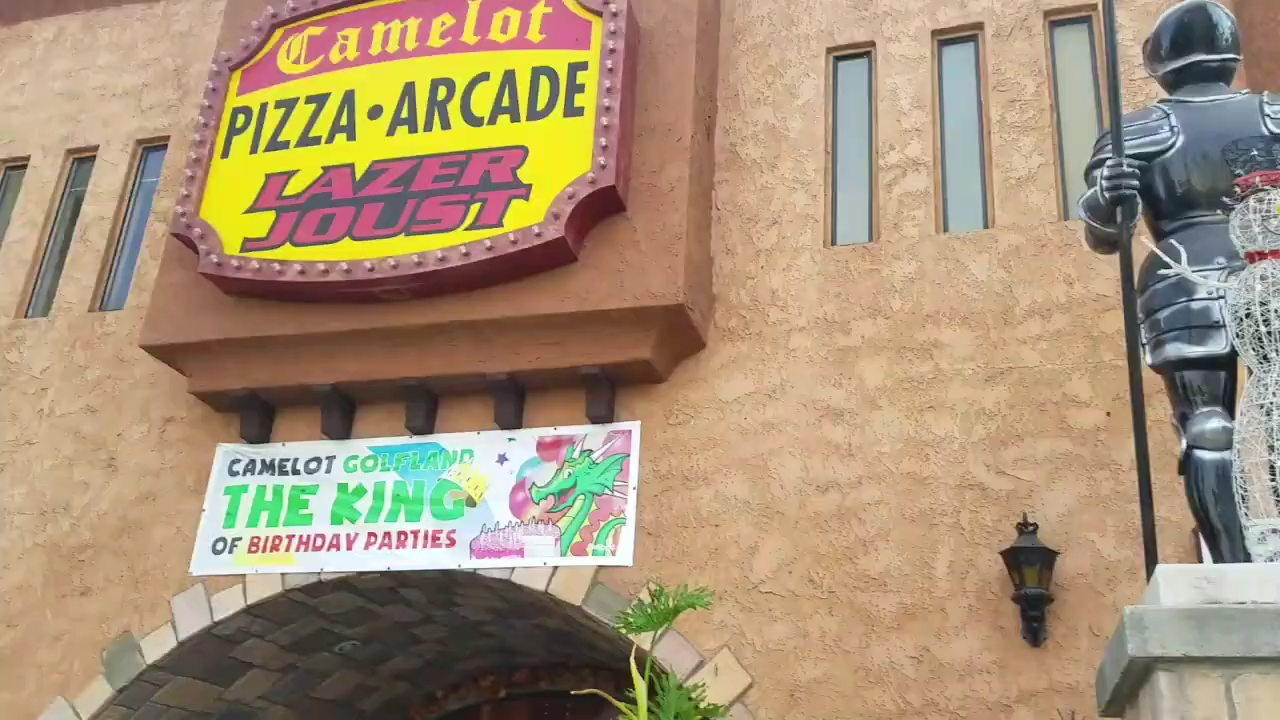 Camelot
PIZZA•ARCADE
LAZER
JOUST
CAMELOT GOLFLAND
THE KING
OF BIRTHDAY PARTIES